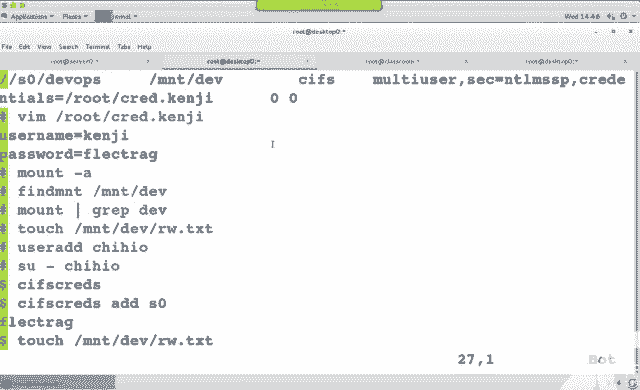 Applications Places Terminal Wed 14:46
root@desktop0:~
File Edit View Search Terminal Tabs Help
root@server0:~ root@desktop0:~ root@classroom:~ root@desktop0:~
//s0/devops /mnt/dev cifs multiuser,sec=ntlmssp,crede
ntials=/root/cred.kenji 0 0
# vim /root/cred.kenji
username=kenji
password=flectrag
# mount -a
# findmnt /mnt/dev
# mount | grep dev
# touch /mnt/dev/rw.txt
# useradd chihio
# su - chihio
$ cifscreds
$ cifscreds add s0
flectrag
$ touch /mnt/dev/rw.txt
27,1 Bot